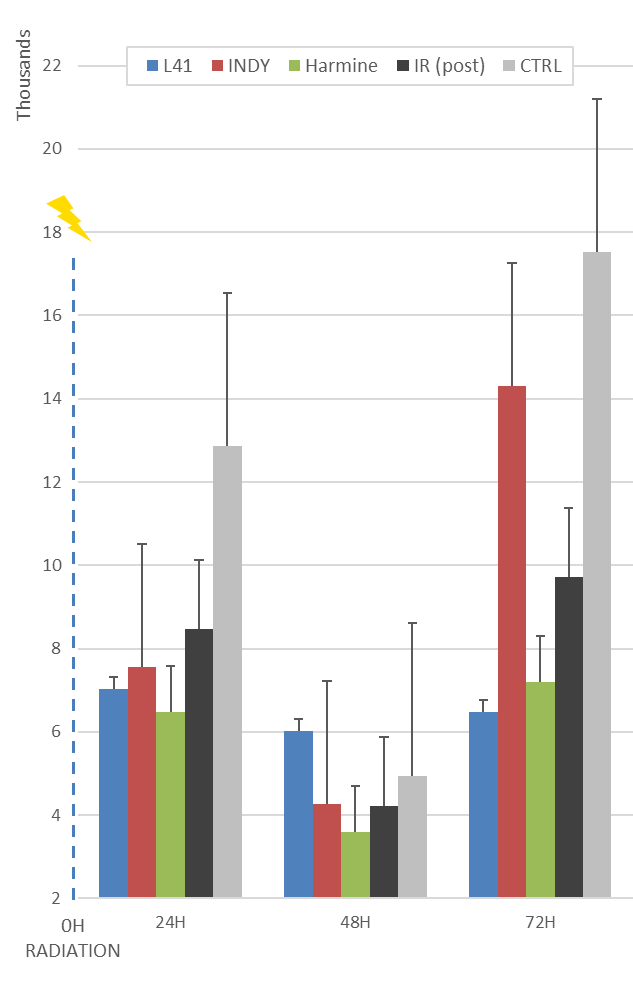 Thousands
L41 INDY Harmine IR (post) CTRL
22
20
18
16
14
12
10
8
6
4
2
0H 24H 48H 72H
RADIATION